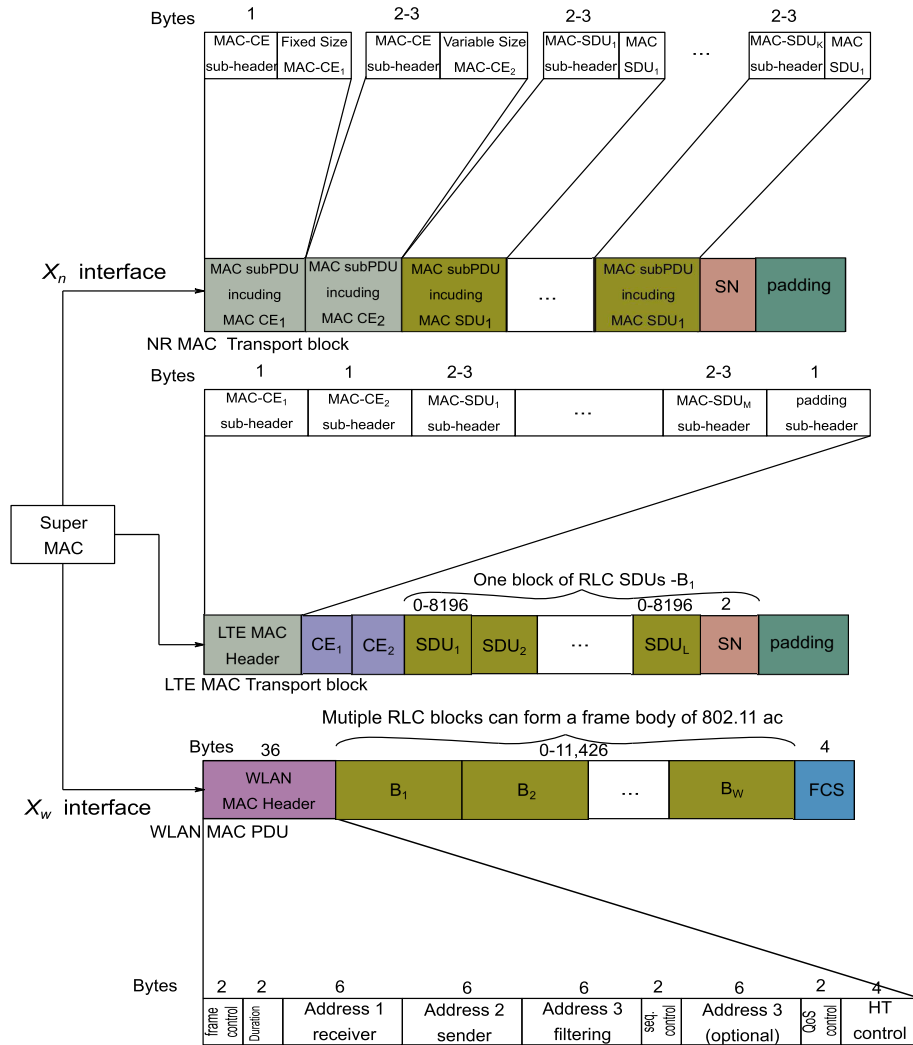 Bytes 1 2-3 2-3 2-3
MAC-CE Fixed Size MAC-CE Variable Size MAC-SDU₁ MAC ... MAC-SDUK MAC
sub-header MAC-CE₁ sub-header MAC-CE₂ sub-header SDU₁ sub-header SDU₁
Xn interface
MAC subPDU MAC subPDU MAC subPDU ... MAC subPDU SN padding
incuding incuding incuding incuding
MAC CE₁ MAC CE₂ MAC SDU₁ MAC SDU₁
NR MAC Transport block
Bytes 1 1 2-3 2-3 1
MAC-CE₁ MAC-CE₂ MAC-SDU₁ ... MAC-SDUM padding
sub-header sub-header sub-header sub-header sub-header
Super
MAC
One block of RLC SDUs -B₁
0-8196 0-8196 2
LTE MAC CE₁ CE₂ SDU₁ SDU₂ ... SDUL SN padding
Header
LTE MAC Transport block
Mutiple RLC blocks can form a frame body of 802.11 ac
Bytes 36 0-11,426 4
WLAN B₁ B₂ ... BW FCS
MAC Header
Xw interface
WLAN MAC PDU
Bytes 2 2 6 6 6 2 6 2 4
frame Duration Address 1 Address 2 Address 3 seq. Address 3 QoS HT
control receiver sender filtering control (optional) control control